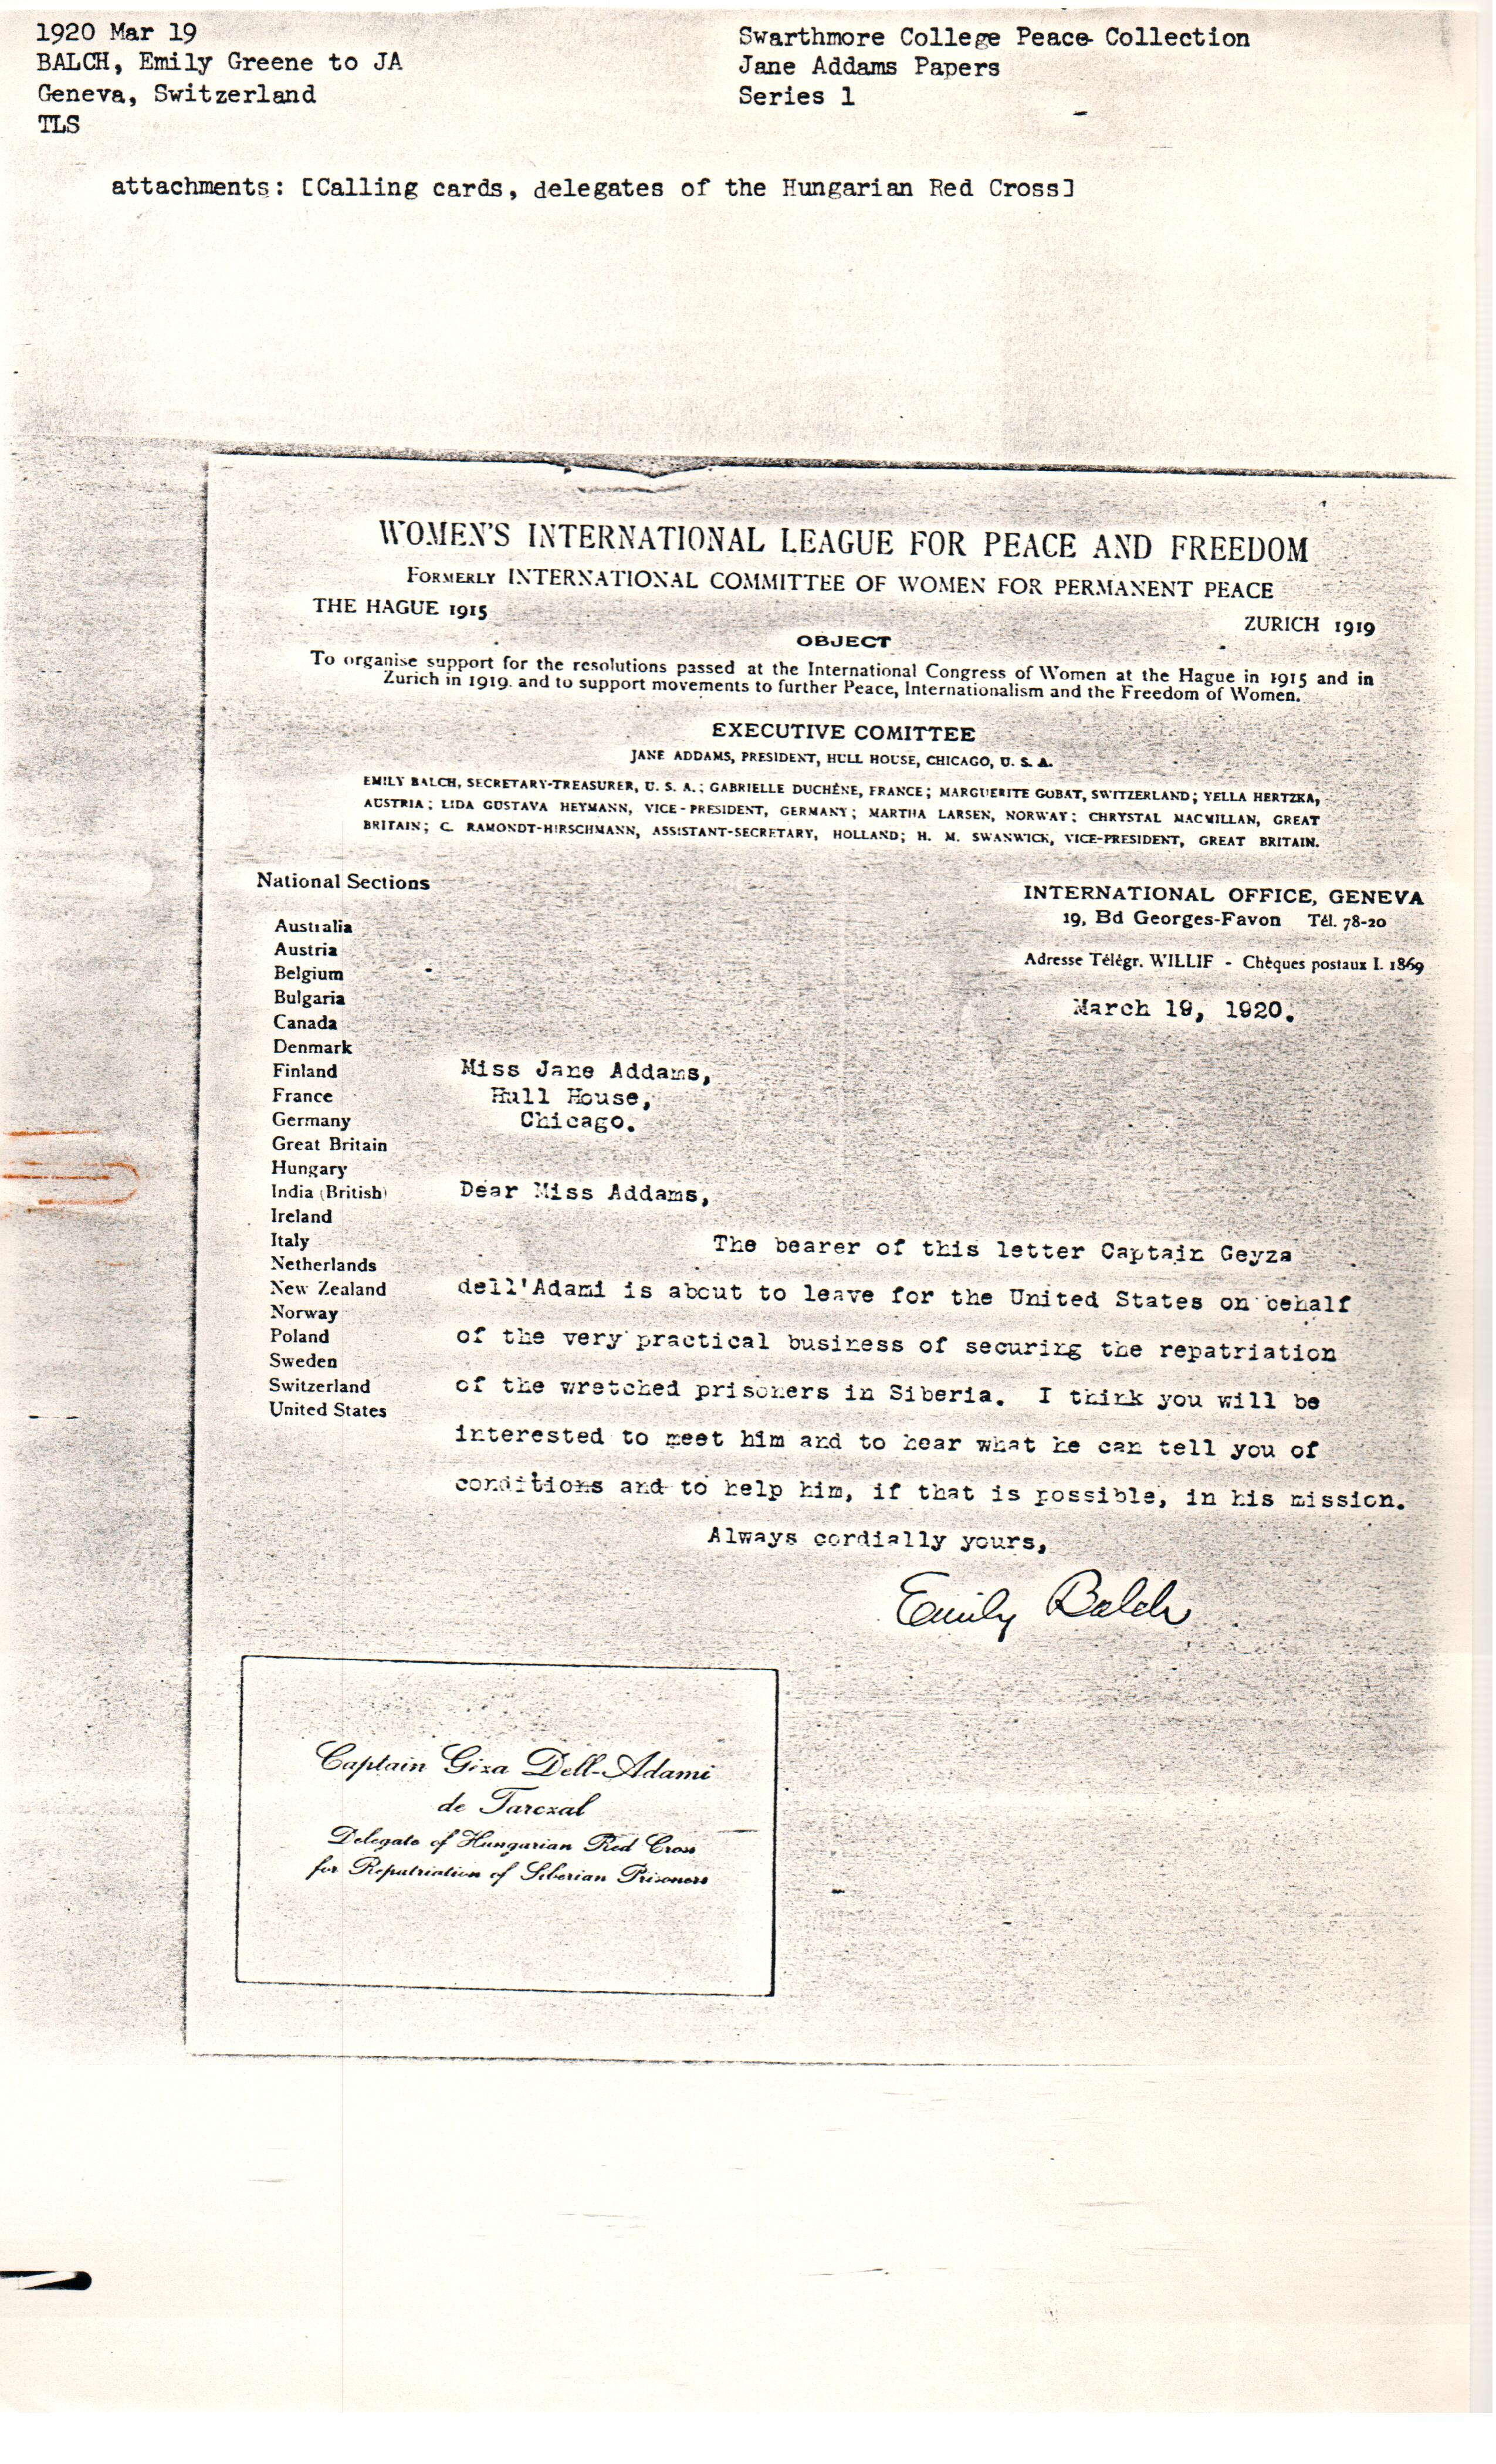 1920 Mar 19
BALCH, Emily Greene to JA
Geneva, Switzerland
TLS
Swarthmore College Peace Collection
Jane Addams Papers
Series 1
attachments: [Calling cards, delegates of the Hungarian Red Cross]
WOMEN'S INTERNATIONAL LEAGUE FOR PEACE AND FREEDOM
FORMERLY INTERNATIONAL COMMITTEE OF WOMEN FOR PERMANENT PEACE
THE HAGUE 1915
ZURICH 1919
OBJECT
To organise support for the resolutions passed at the International Congress of Women at the Hague in 1915 and in
Zurich in 1919. and to support movements to further Peace, Internationalism and the Freedom of Women.
EXECUTIVE COMITTEE
JANE ADDAMS, PRESIDENT, HULL HOUSE, CHICAGO, U. S. A.
EMILY BALCH, SECRETARY-TREASURER, U. S. A.; GABRIELLE DUCHÊNE, FRANCE; MARGUERITE GOBAT, SWITZERLAND; YELLA HERTZKA,
AUSTRIA; LIDA GUSTAVA HEYMANN, VICE-PRESIDENT, GERMANY; MARTHA LARSEN, NORWAY; CHRYSTAL MACMILLAN, GREAT
BRITAIN; C. RAMONDT-HIRSCHMANN, ASSISTANT-SECRETARY, HOLLAND; H. M. SWANWICK, VICE-PRESIDENT, GREAT BRITAIN.
National Sections
Australia
Austria
Belgium
Bulgaria
Canada
Denmark
Finland
France
Germany
Great Britain
Hungary
India (British)
Ireland
Italy
Netherlands
New Zealand
Norway
Poland
Sweden
Switzerland
United States
INTERNATIONAL OFFICE, GENEVA
19, Bd Georges-Favon Tél. 78-20
Adresse Télégr. WILLIF - Chèques postaux I. 1869
March 19, 1920.
Miss Jane Addams,
Hull House,
Chicago.
Dear Miss Addams,
The bearer of this letter Captain Geyza
dell'Adami is about to leave for the United States on behalf
of the very practical business of securing the repatriation
of the wretched prisoners in Siberia. I think you will be
interested to meet him and to hear what he can tell you of
conditions and to help him, if that is possible, in his mission.
Always cordially yours,
Emily Balch
Captain Géza Dell-Adami
de Tarczal
Delegate of Hungarian Red Cross
for Repatriation of Siberian Prisoners